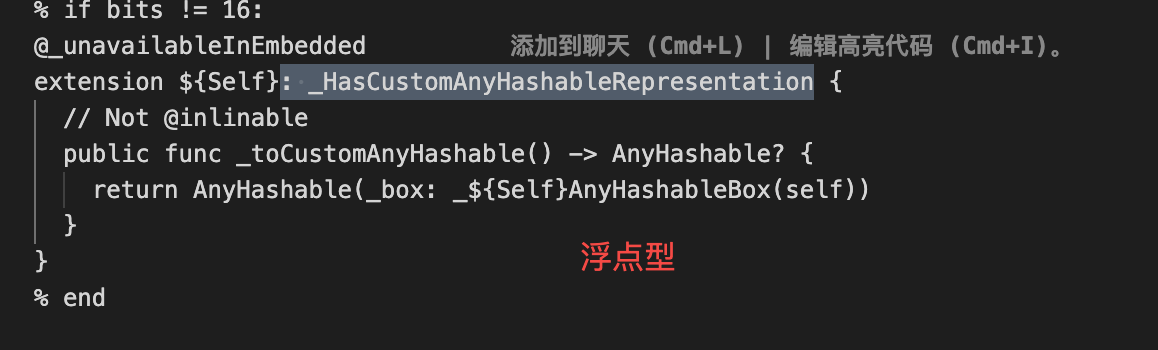 % if bits != 16:
@_unavailableInEmbedded 添加到聊天 (Cmd+L) | 编辑高亮代码 (Cmd+I)。
extension ${Self}: _HasCustomAnyHashableRepresentation {
// Not @inlinable
public func _toCustomAnyHashable() -> AnyHashable? {
return AnyHashable(_box: _${Self}AnyHashableBox(self))
}
浮点型
}
% end